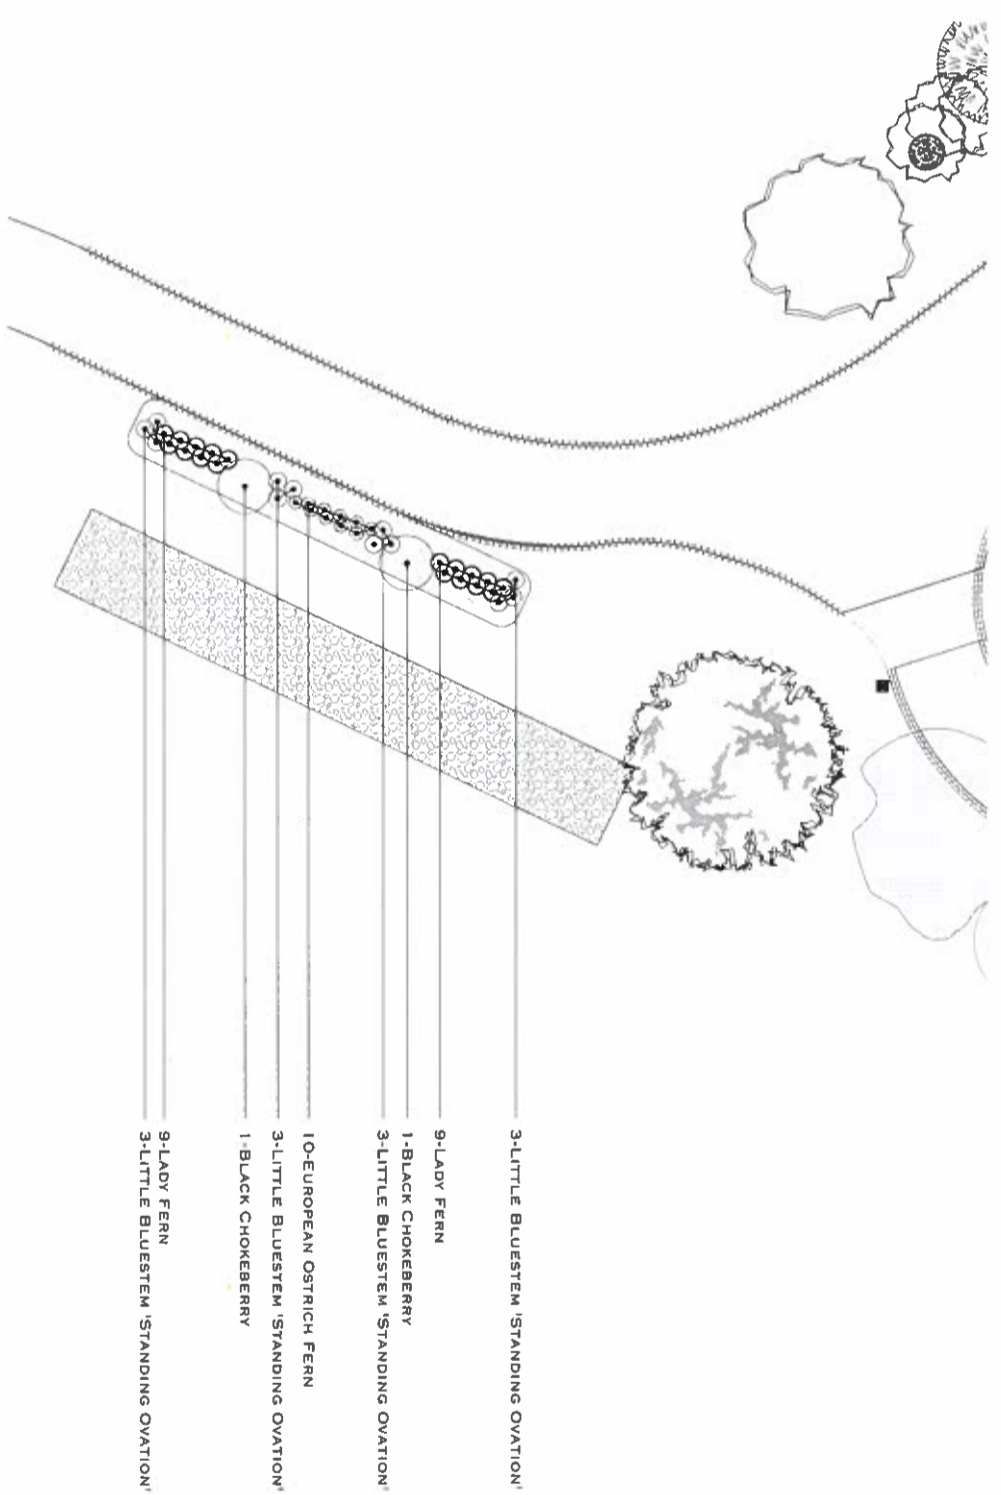 3-Little Bluestem 'Standing Ovation'
9-Lady Fern
1-Black Chokeberry
3-Little Bluestem 'Standing Ovation'
10-European Ostrich Fern
3-Little Bluestem 'Standing Ovation'
1-Black Chokeberry
9-Lady Fern
3-Little Bluestem 'Standing Ovation'